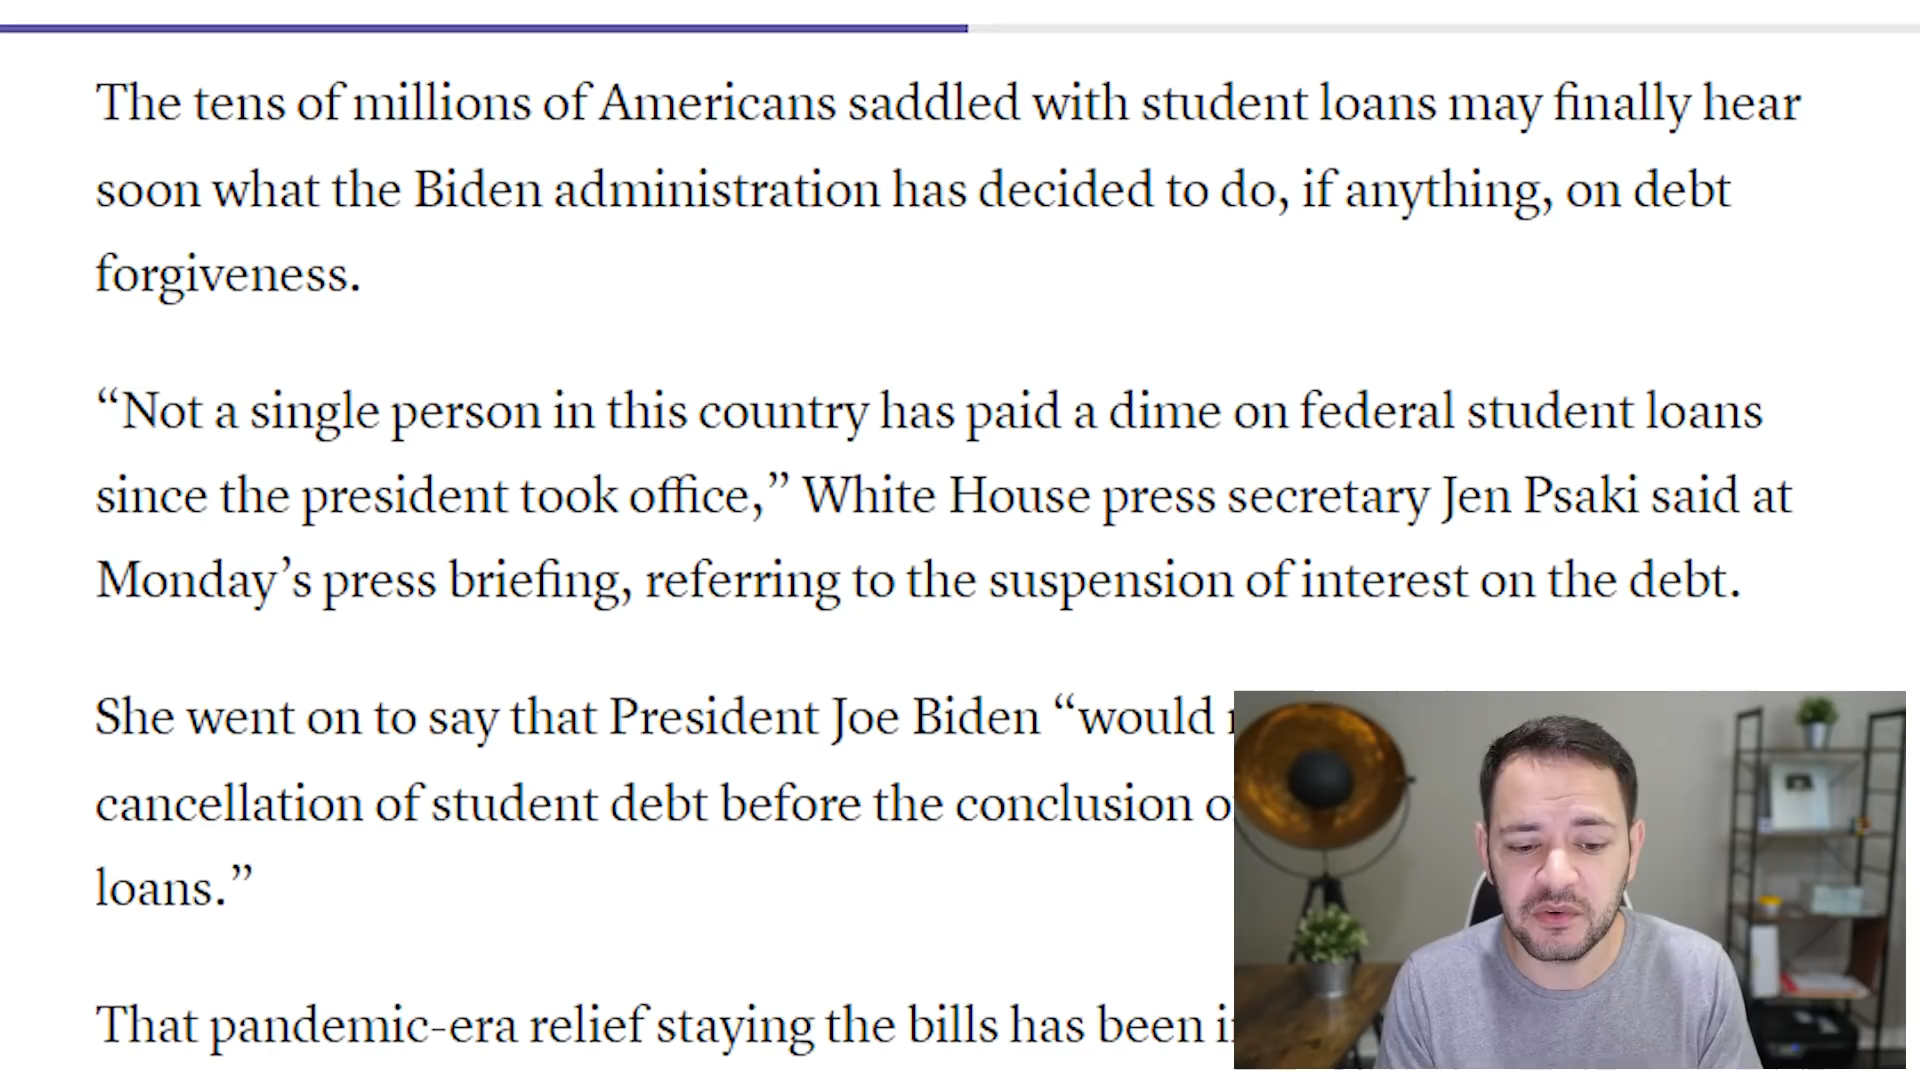 The tens of millions of Americans saddled with student loans may finally hear
soon what the Biden administration has decided to do, if anything, on debt
forgiveness.
“Not a single person in this country has paid a dime on federal student loans
since the president took office,” White House press secretary Jen Psaki said at
Monday’s press briefing, referring to the suspension of interest on the debt.
She went on to say that President Joe Biden “would
cancellation of student debt before the conclusion
loans.”
That pandemic-era relief staying the bills has been